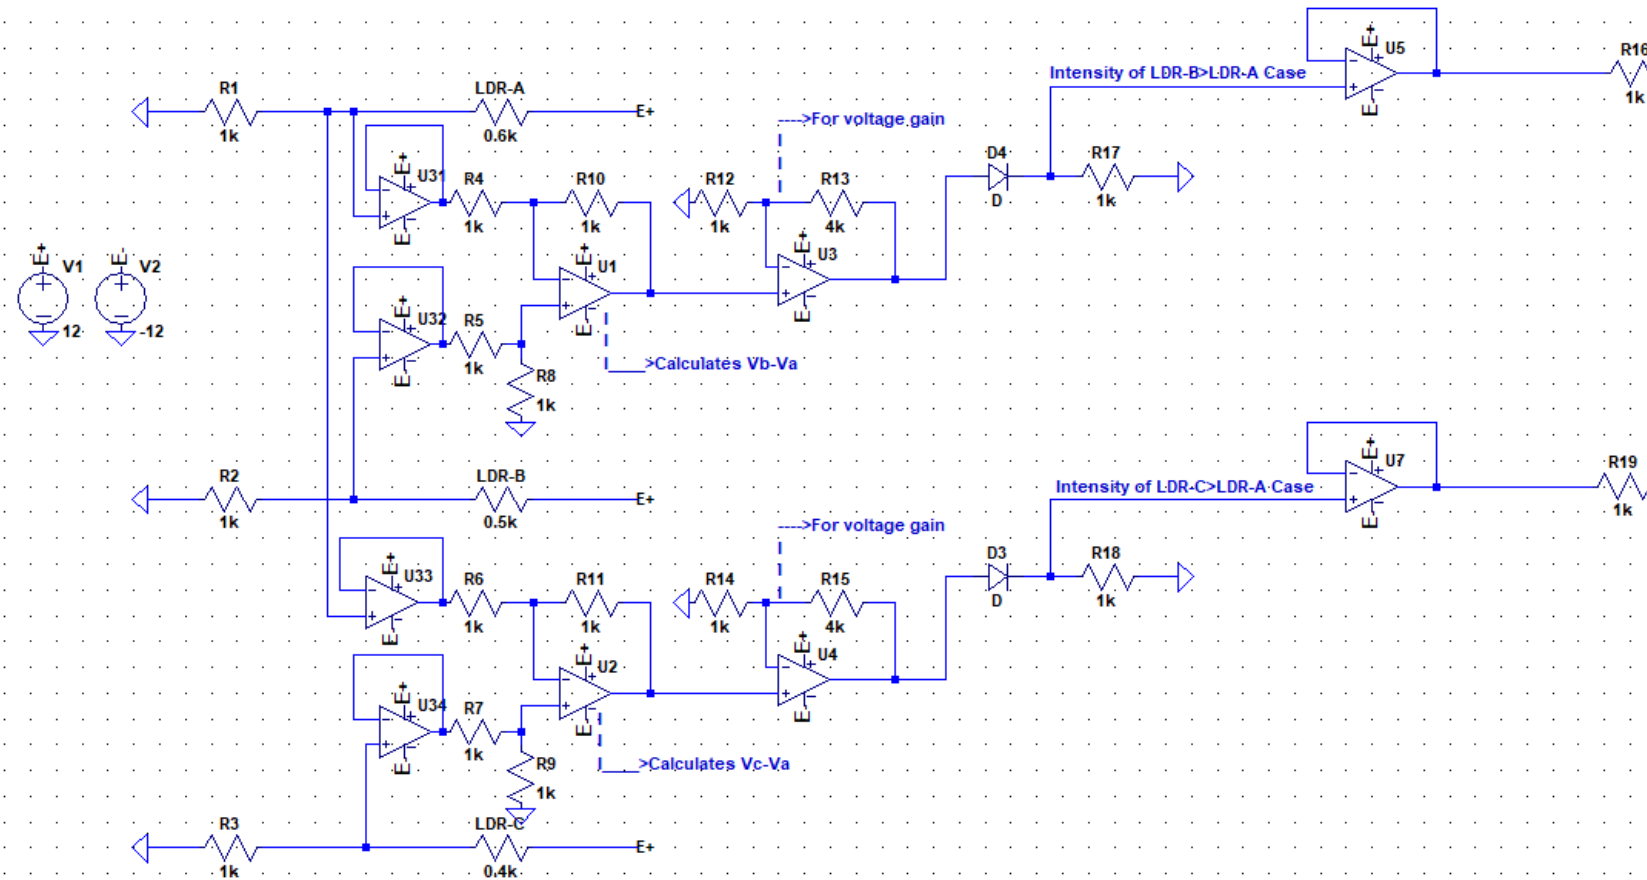 E+
U5
R16
1k
E-
Intensity of LDR-B>LDR-A Case
R1
1k
LDR-A
0.6k
E+
---->For voltage gain
E+
U31
E-
R4
1k
R10
1k
R12
1k
R13
4k
D4
D
R17
1k
E+
V1
12
E-
V2
-12
E+
U1
E-
E+
U3
E-
E+
U32
E-
R5
1k
R8
1k
>Calculates Vb-Va
R2
1k
LDR-B
0.5k
E+
E+
U7
E-
R19
1k
Intensity of LDR-C>LDR-A Case
---->For voltage gain
E+
U33
E-
R6
1k
R11
1k
R14
1k
R15
4k
D3
D
R18
1k
E+
U2
E-
E+
U4
E-
E+
U34
E-
R7
1k
R9
1k
>Calculates Vc-Va
R3
1k
LDR-C
0.4k
E+